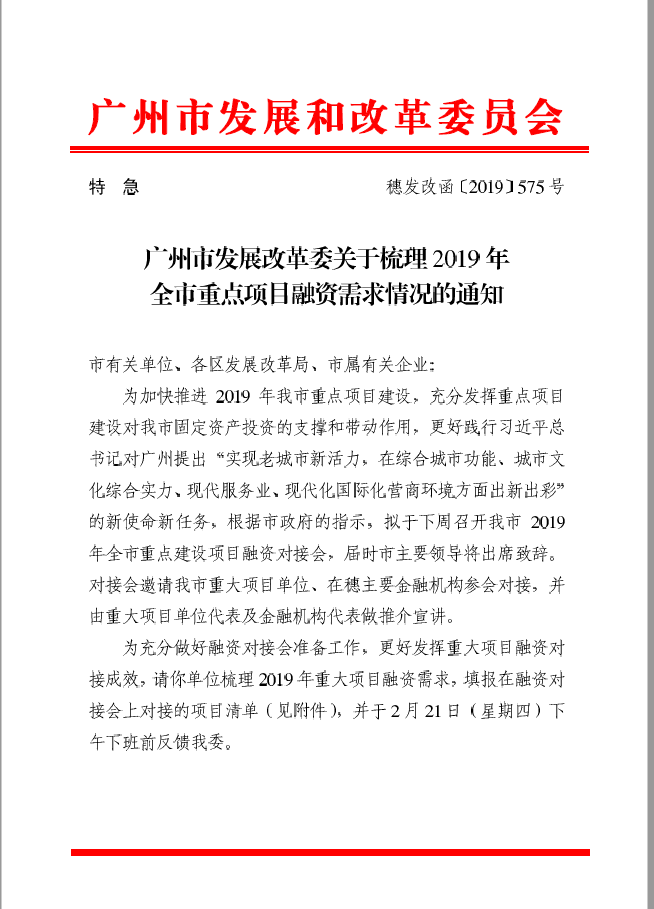 广州市发展和改革委员会
特 急 穗发改函〔2019〕575号
广州市发展改革委关于梳理2019年
全市重点项目融资需求情况的通知
市有关单位、各区发展改革局、市属有关企业：
为加快推进 2019 年我市重点项目建设，充分发挥重点项目
建设对我市固定资产投资的支撑和带动作用，更好践行习近平总
书记对广州提出“实现老城市新活力，在综合城市功能、城市文
化综合实力、现代服务业、现代化国际化营商环境方面出新出彩”
的新使命新任务，根据市政府的指示，拟于下周召开我市 2019
年全市重点建设项目融资对接会，届时市主要领导将出席致辞。
对接会邀请我市重大项目单位、在穗主要金融机构参会对接，并
由重大项目单位代表及金融机构代表做推介宣讲。
为充分做好融资对接会准备工作，更好发挥重大项目融资对
接成效，请你单位梳理2019年重大项目融资需求，填报在融资对
接会上对接的项目清单（见附件），并于2月21日（星期四）下
午下班前反馈我委。